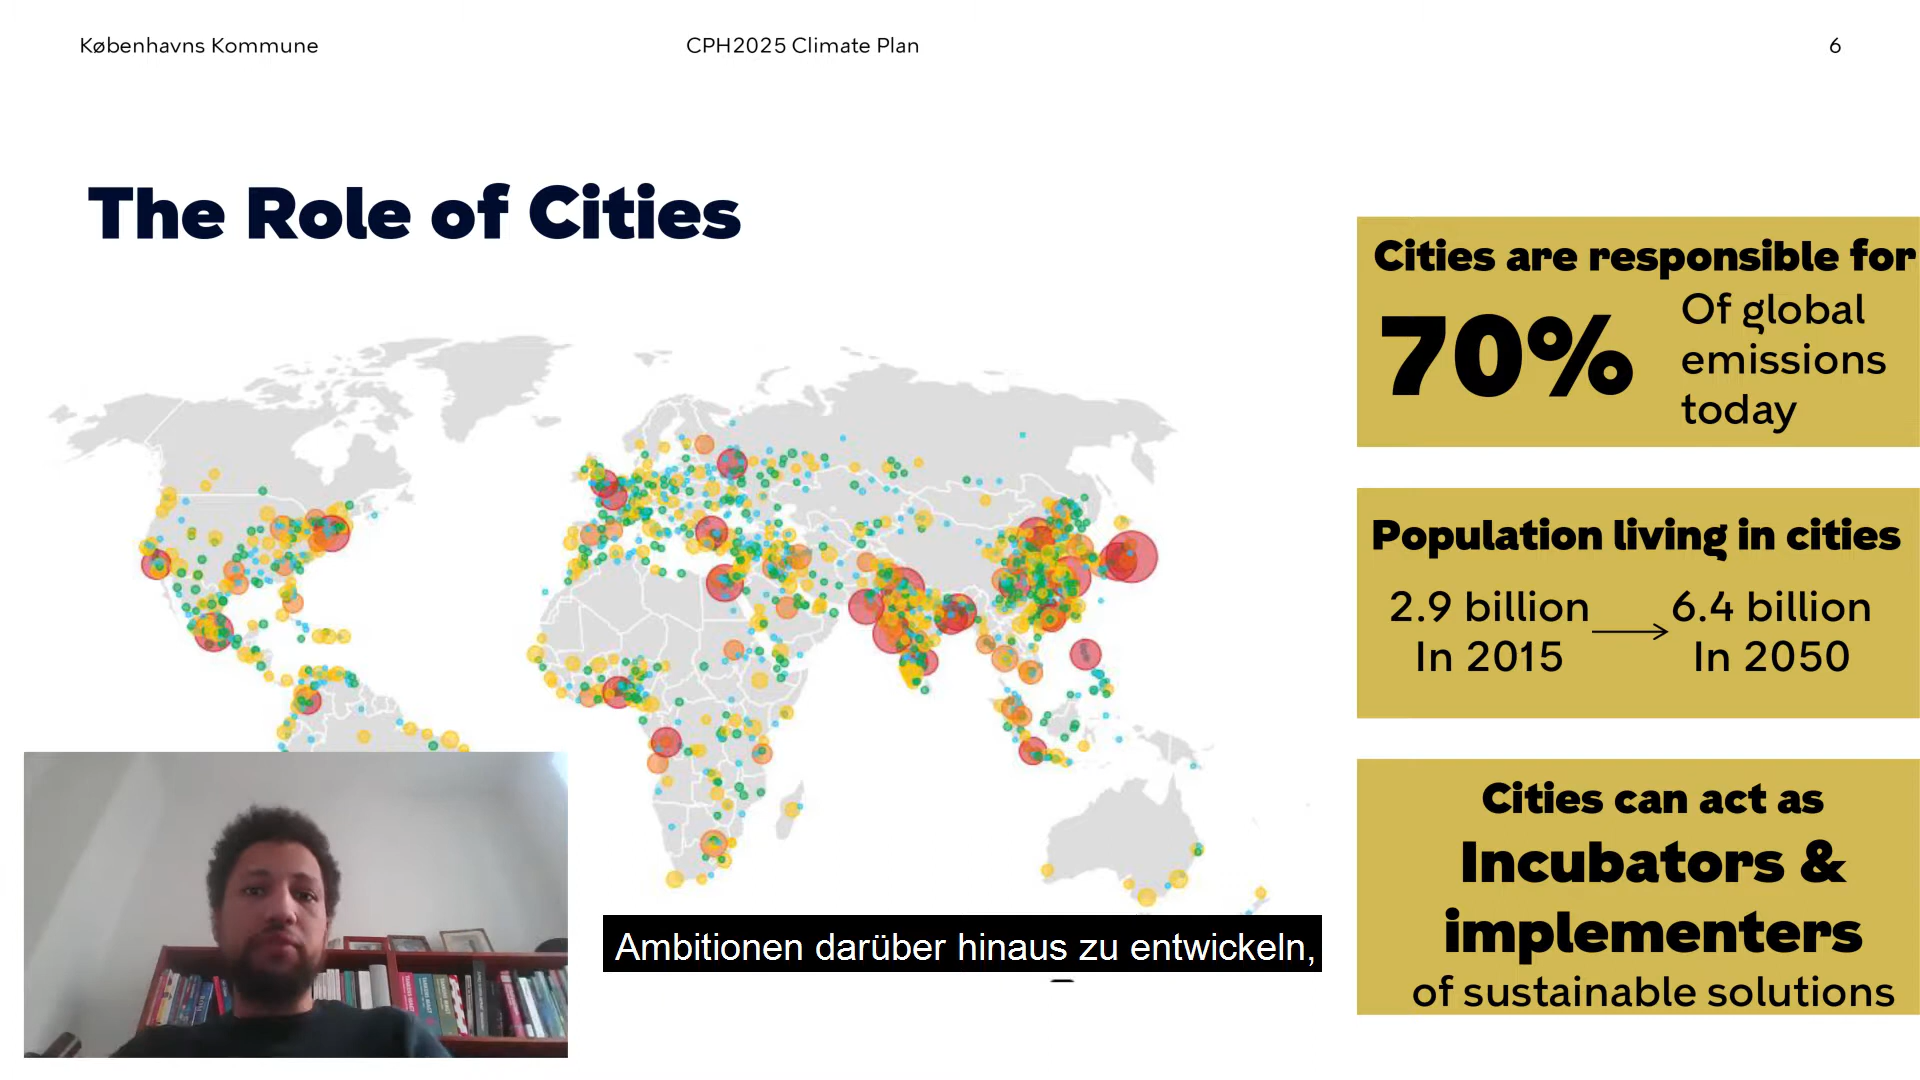 Københavns Kommune
CPH2025 Climate Plan
6
The Role of Cities
Cities are responsible for
70%
Of global
emissions
today
Population living in cities
2.9 billion
In 2015
6.4 billion
In 2050
Cities can act as
Incubators &
implementers
of sustainable solutions
Ambitionen darüber hinaus zu entwickeln,